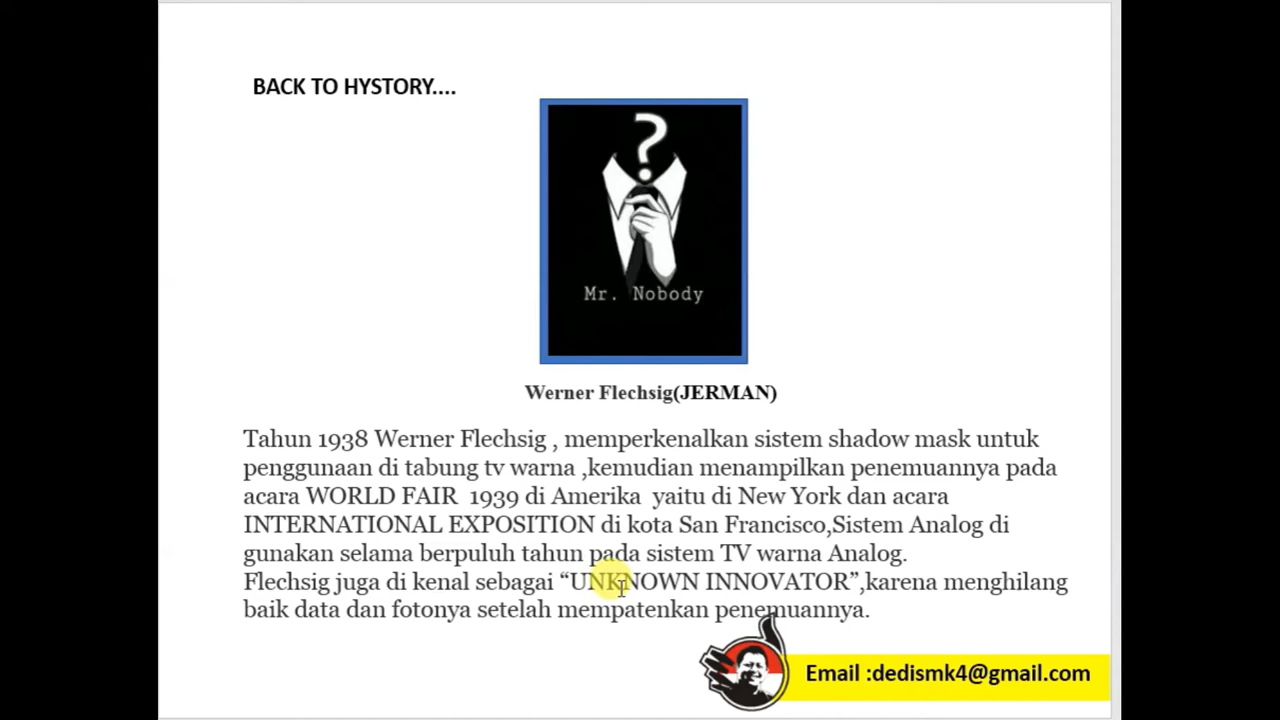 BACK TO HYSTORY....
?
Mr. Nobody
Werner Flechsig(JERMAN)
Tahun 1938 Werner Flechsig , memperkenalkan sistem shadow mask untuk
penggunaan di tabung tv warna ,kemudian menampilkan penemuannya pada
acara WORLD FAIR 1939 di Amerika yaitu di New York dan acara
INTERNATIONAL EXPOSITION di kota San Francisco,Sistem Analog di
gunakan selama berpuluh tahun pada sistem TV warna Analog.
Flechsig juga di kenal sebagai “UNKNOWN INNOVATOR”,karena menghilang
baik data dan fotonya setelah mempatenkan penemuannya.
Email :dedismk4@gmail.com